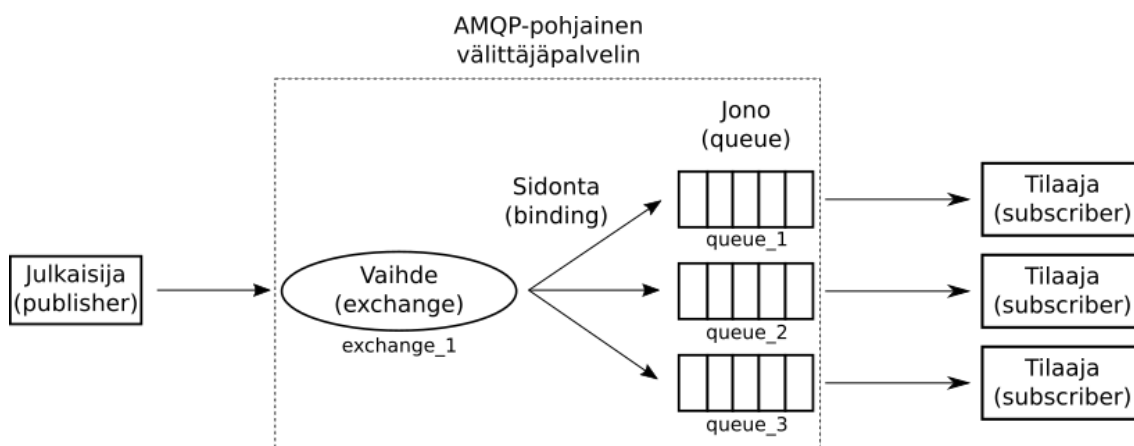 AMQP-pohjainen
välittäjäpalvelin
Jono
(queue)
Sidonta
(binding)
queue_1
Tilaaja
(subscriber)
Julkaisija
(publisher)
Vaihde
(exchange)
exchange_1
queue_2
Tilaaja
(subscriber)
queue_3
Tilaaja
(subscriber)